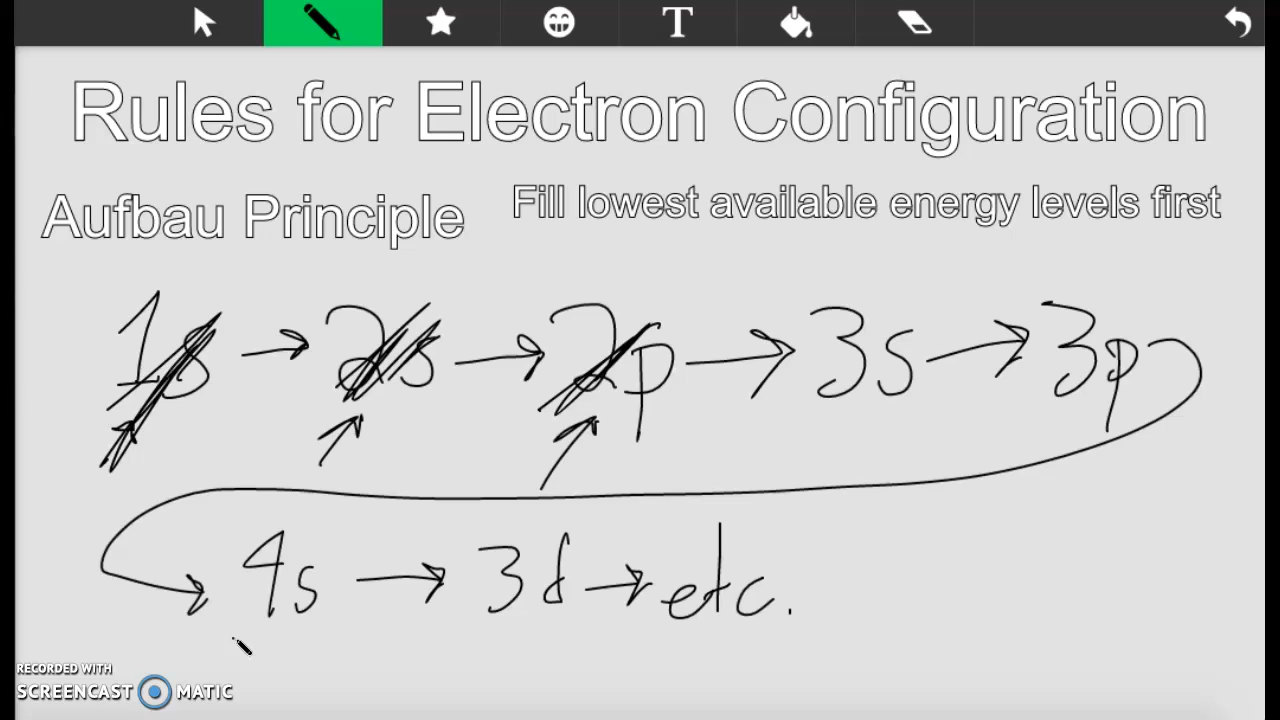 T
Rules for Electron Configuration
Aufbau Principle Fill lowest available energy levels first
1s → 2s → 2p → 3s → 3p
→ 4s → 3d → etc.
RECORDED WITH
SCREENCAST MATIC